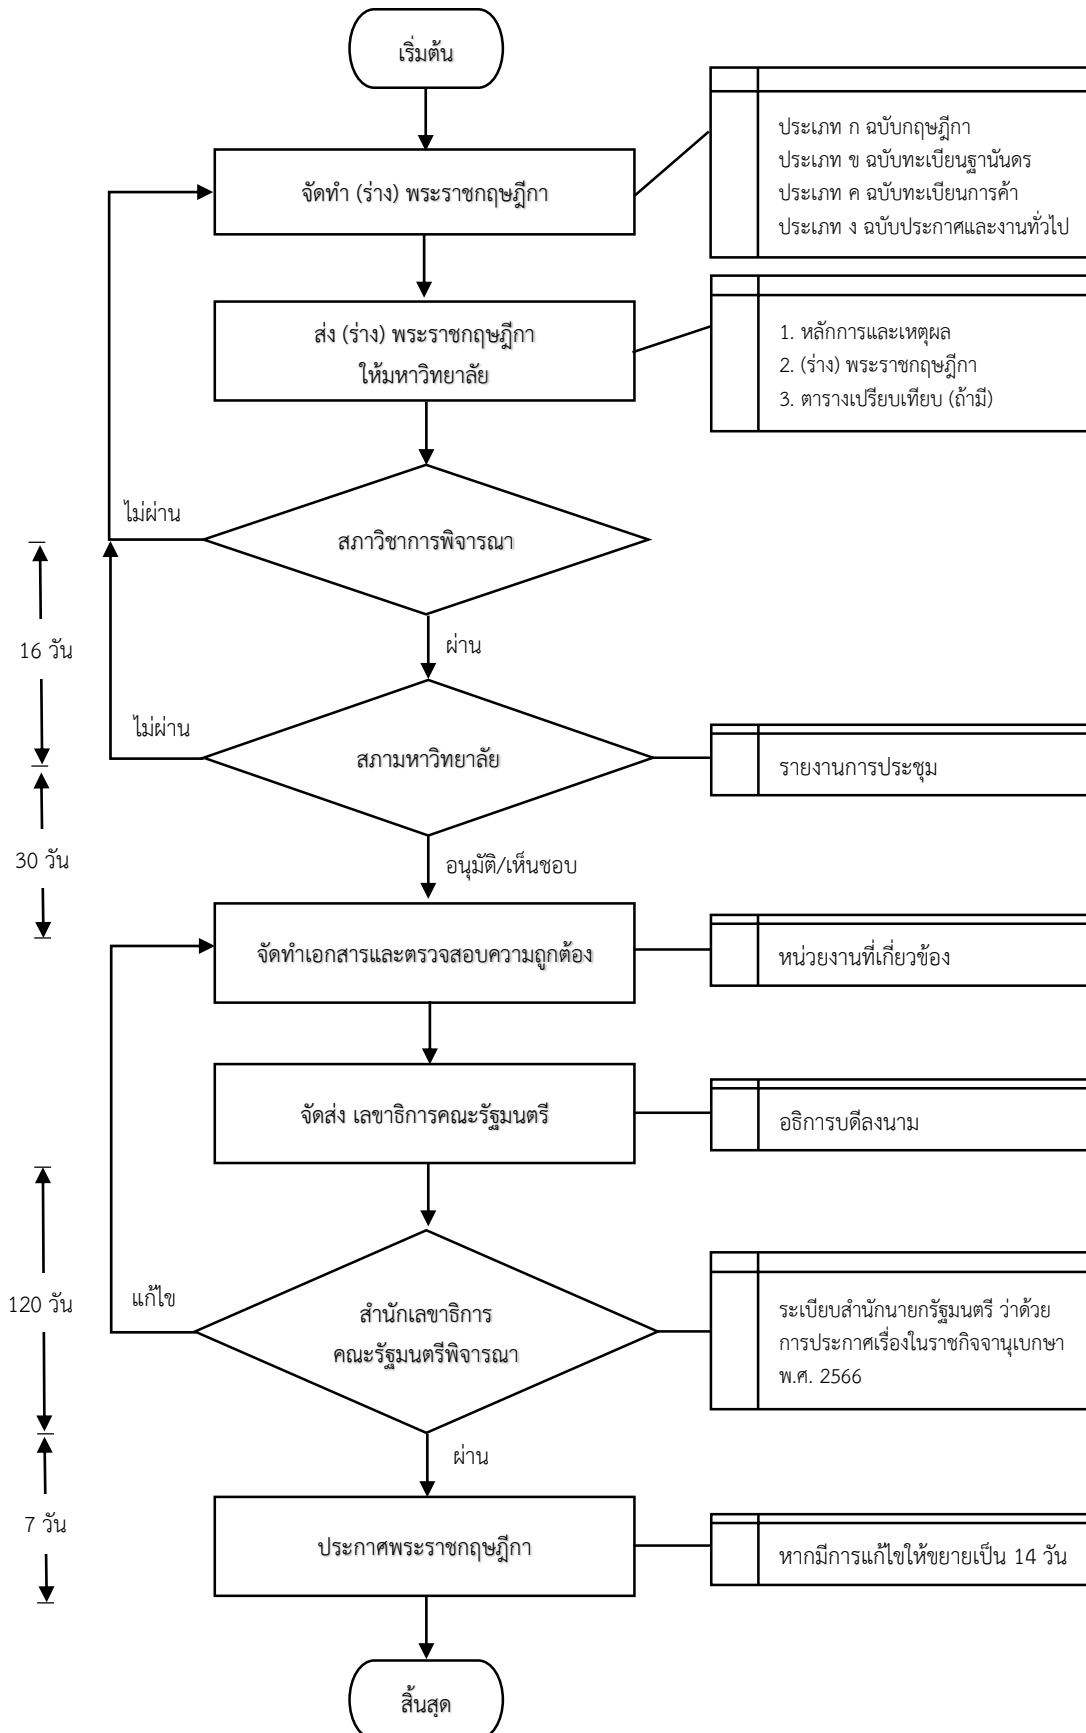 เริ่มต้น
จัดทำ (ร่าง) พระราชกฤษฎีกา
ประเภท ก ฉบับกฤษฎีกา
ประเภท ข ฉบับทะเบียนฐานันดร
ประเภท ค ฉบับทะเบียนการค้า
ประเภท ง ฉบับประกาศและงานทั่วไป
ส่ง (ร่าง) พระราชกฤษฎีกา
ให้มหาวิทยาลัย
1. หลักการและเหตุผล
2. (ร่าง) พระราชกฤษฎีกา
3. ตารางเปรียบเทียบ (ถ้ามี)
ไม่ผ่าน
สภาวิชาการพิจารณา
16 วัน
ผ่าน
ไม่ผ่าน
สภามหาวิทยาลัย
รายงานการประชุม
30 วัน
อนุมัติ/เห็นชอบ
จัดทำเอกสารและตรวจสอบความถูกต้อง
หน่วยงานที่เกี่ยวข้อง
จัดส่ง เลขาธิการคณะรัฐมนตรี
อธิการบดีลงนาม
120 วัน
แก้ไข
สำนักเลขาธิการ
คณะรัฐมนตรีพิจารณา
ระเบียบสำนักนายกรัฐมนตรี ว่าด้วย
การประกาศเรื่องในราชกิจจานุเบกษา
พ.ศ. 2566
ผ่าน
7 วัน
ประกาศพระราชกฤษฎีกา
หากมีการแก้ไขให้ขยายเป็น 14 วัน
สิ้นสุด